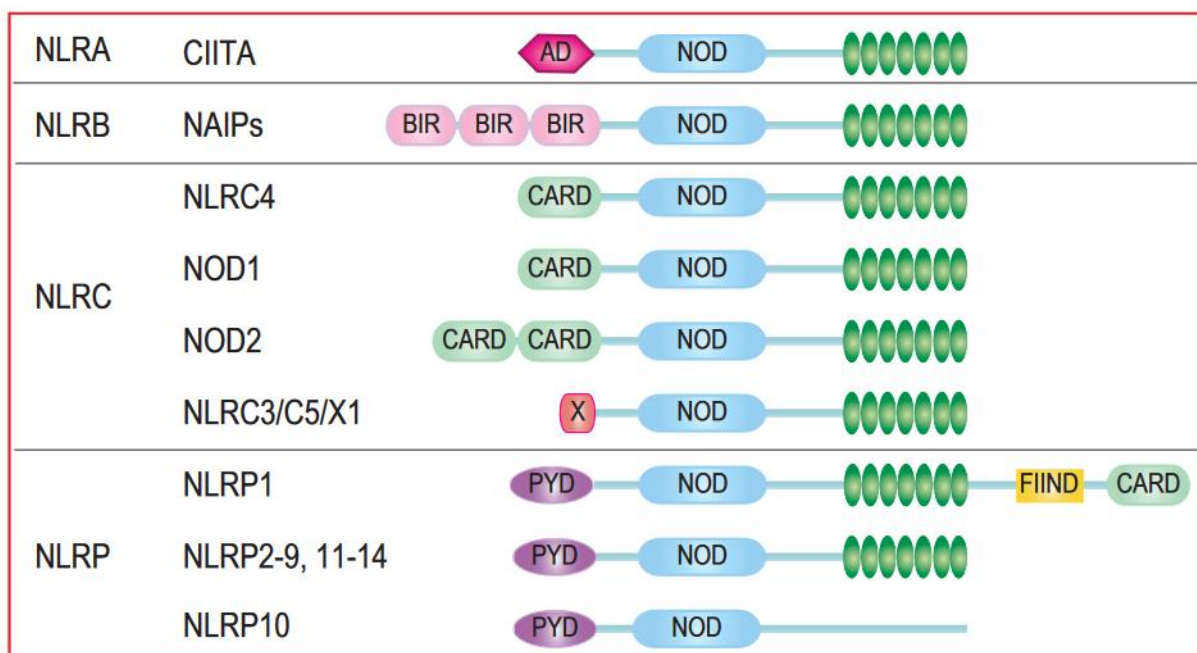 NLRA CIITA AD NOD
NLRB NAIPs BIR BIR BIR NOD
NLRC4 CARD NOD
NLRC
NOD1 CARD NOD
NOD2 CARD CARD NOD
NLRC3/C5/X1 X NOD
NLRP1 PYD NOD FIIND CARD
NLRP NLRP2-9, 11-14 PYD NOD
NLRP10 PYD NOD